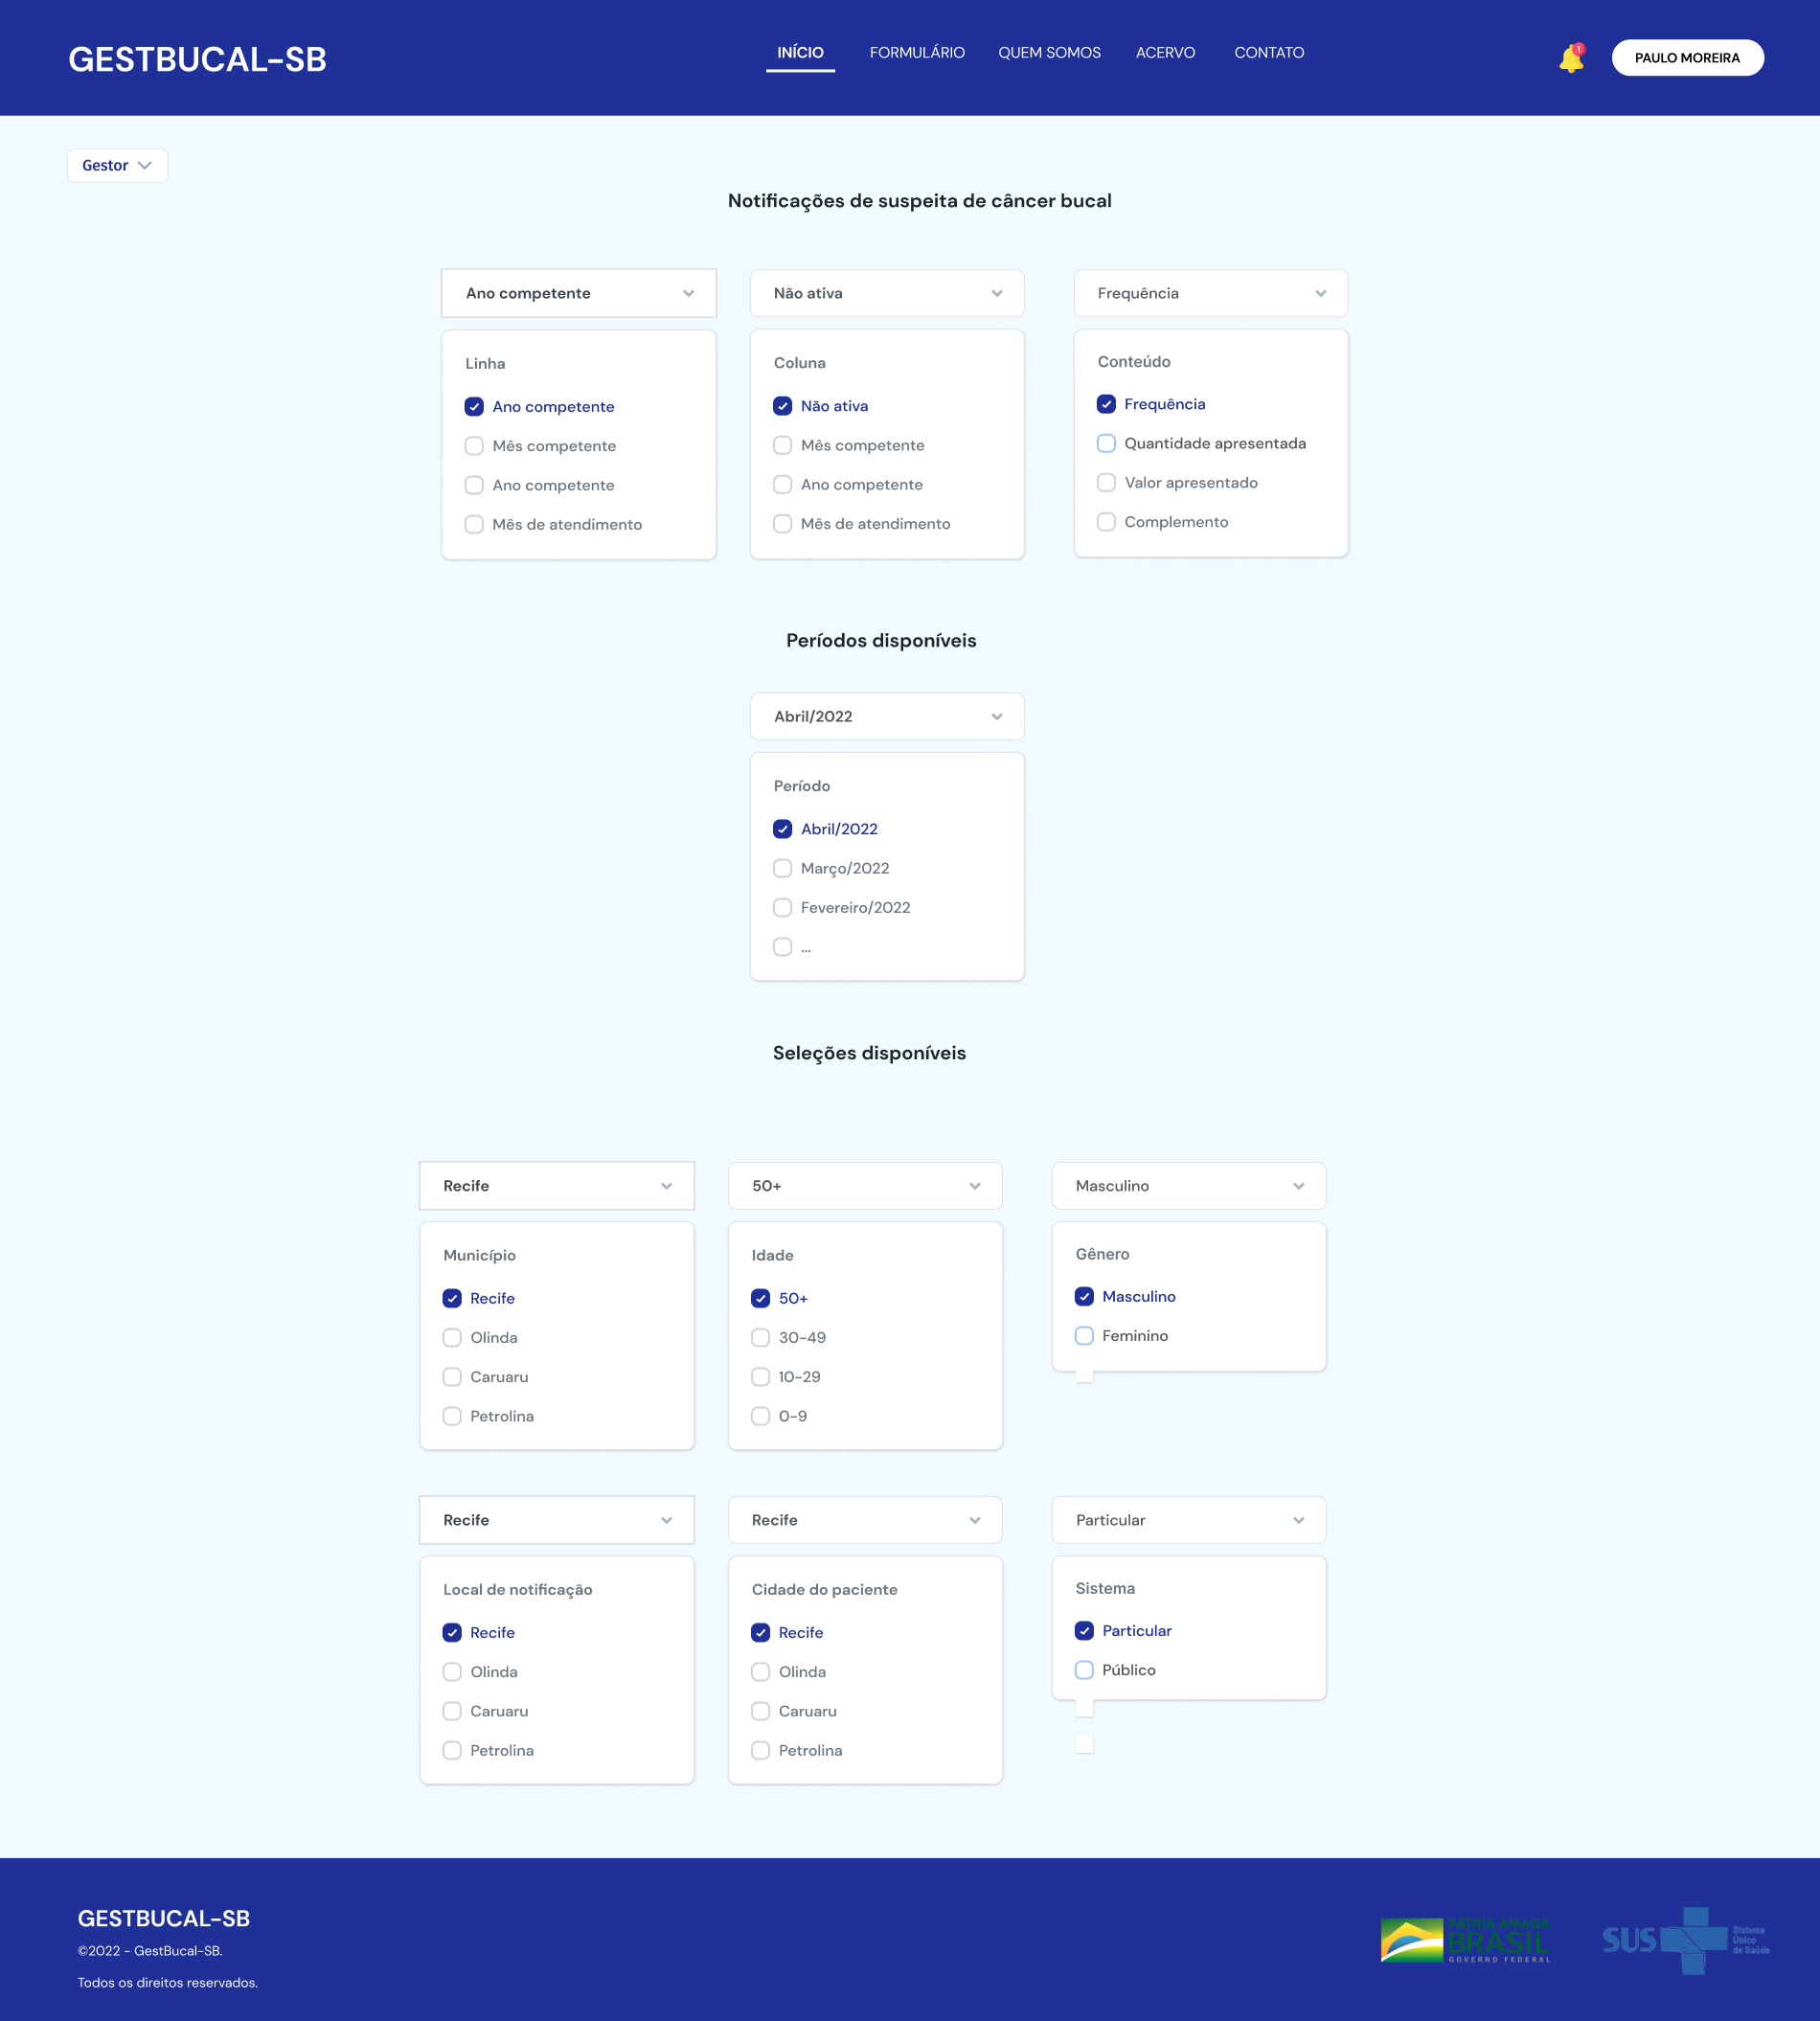 GESTBUCAL-SB
INÍCIO
FORMULÁRIO
QUEM SOMOS
ACERVO
CONTATO
1
PAULO MOREIRA
Gestor
Notificações de suspeita de câncer bucal
Ano competente
Linha
Ano competente
Mês competente
Ano competente
Mês de atendimento
Não ativa
Coluna
Não ativa
Mês competente
Ano competente
Mês de atendimento
Frequência
Conteúdo
Frequência
Quantidade apresentada
Valor apresentado
Complemento
Períodos disponíveis
Abril/2022
Período
Abril/2022
Março/2022
Fevereiro/2022
...
Seleções disponíveis
Recife
Município
Recife
Olinda
Caruaru
Petrolina
50+
Idade
50+
30-49
10-29
0-9
Masculino
Gênero
Masculino
Feminino
Recife
Local de notificação
Recife
Olinda
Caruaru
Petrolina
Recife
Cidade do paciente
Recife
Olinda
Caruaru
Petrolina
Particular
Sistema
Particular
Público
GESTBUCAL-SB
©2022 - GestBucal-SB.
Todos os direitos reservados.
PÁTRIA AMADA
BRASIL
GOVERNO FEDERAL
SUS
Sistema
Único
de Saúde